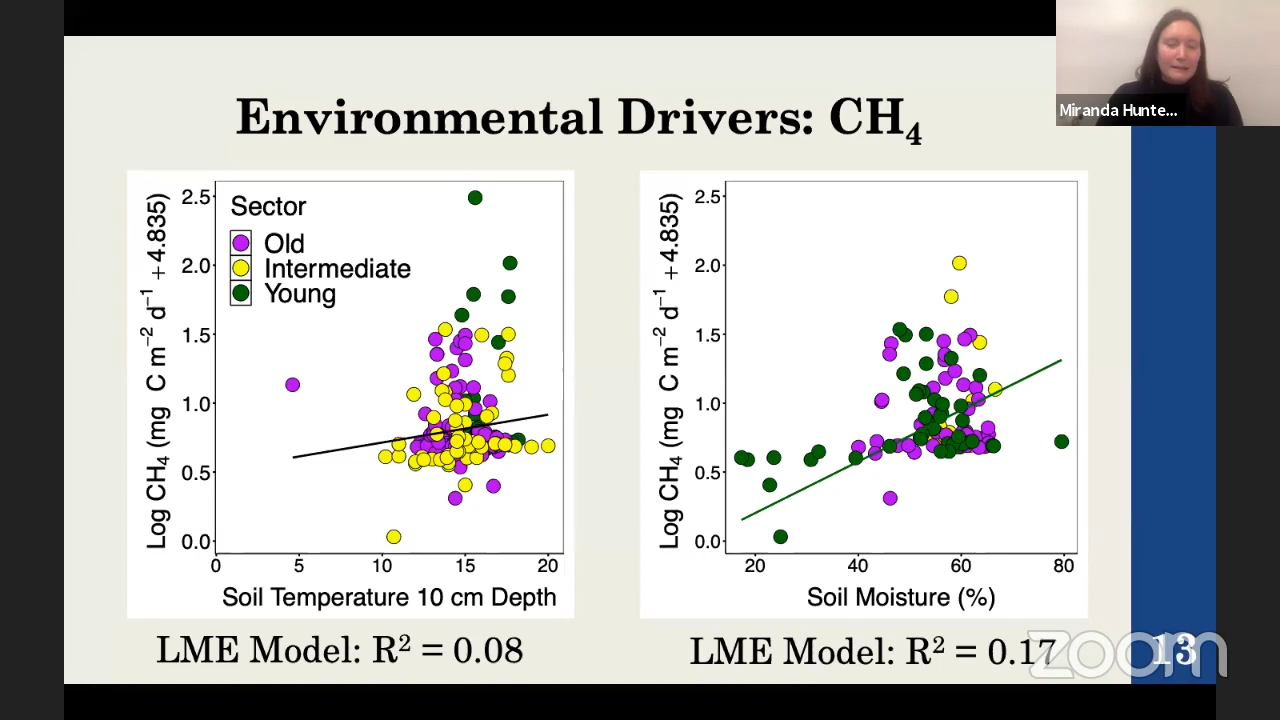 Miranda Hunte...
Environmental Drivers: CH₄
Log CH₄ (mg C m⁻² d⁻¹ + 4.835)
2.5
2.0
1.5
1.0
0.5
0.0
Sector
Old
Intermediate
Young
0 5 10 15 20
Soil Temperature 10 cm Depth
LME Model: R² = 0.08
Log CH₄ (mg C m⁻² d⁻¹ + 4.835)
2.5
2.0
1.5
1.0
0.5
0.0
20 40 60 80
Soil Moisture (%)
LME Model: R² = 0.17
13
zoom